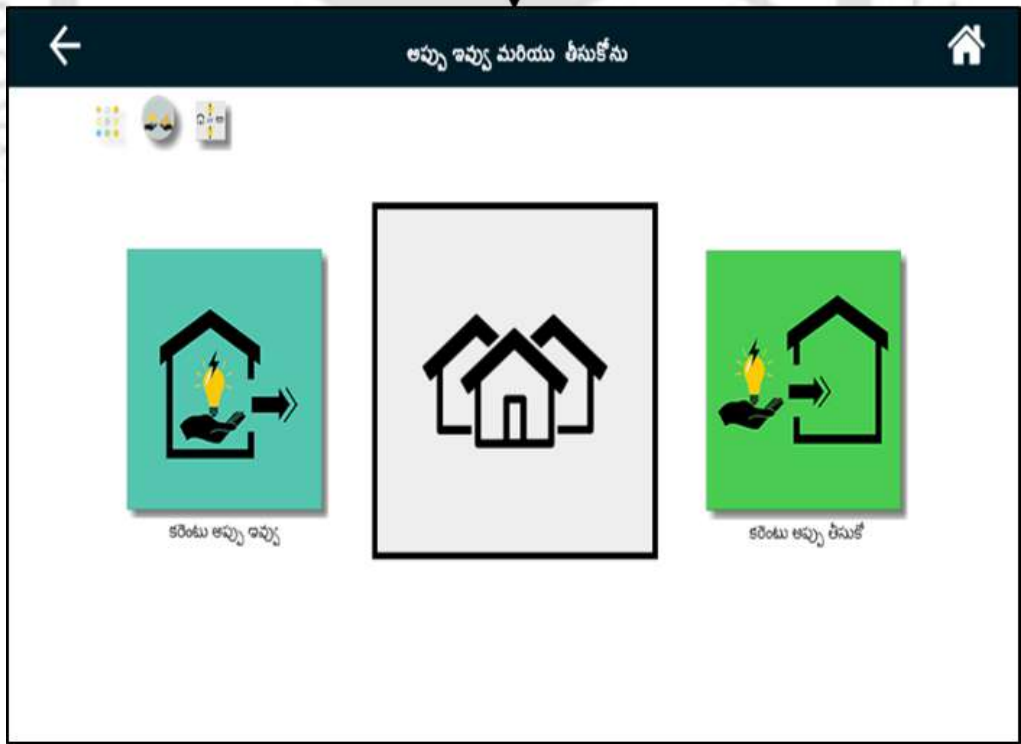 అప్పు ఇవ్వు మరియు తీసుకోను
కరెంటు అప్పు ఇవ్వు
కరెంటు అప్పు తీసుకో